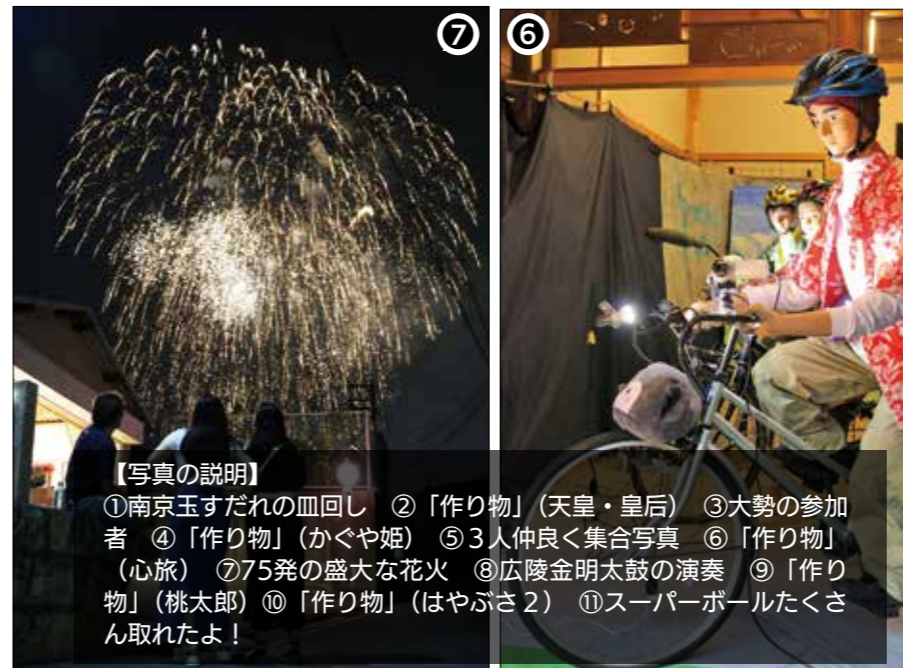 ⑦ ⑥
【写真の説明】
①南京玉すだれの皿回し　②「作り物」（天皇・皇后）　③大勢の参加
者　④「作り物」（かぐや姫）　⑤３人仲良く集合写真　⑥「作り物」
（心旅）　⑦75発の盛大な花火　⑧広陵金明太鼓の演奏　⑨「作り
物」（桃太郎）⑩「作り物」（はやぶさ２）　⑪スーパーボールたくさ
ん取れたよ！